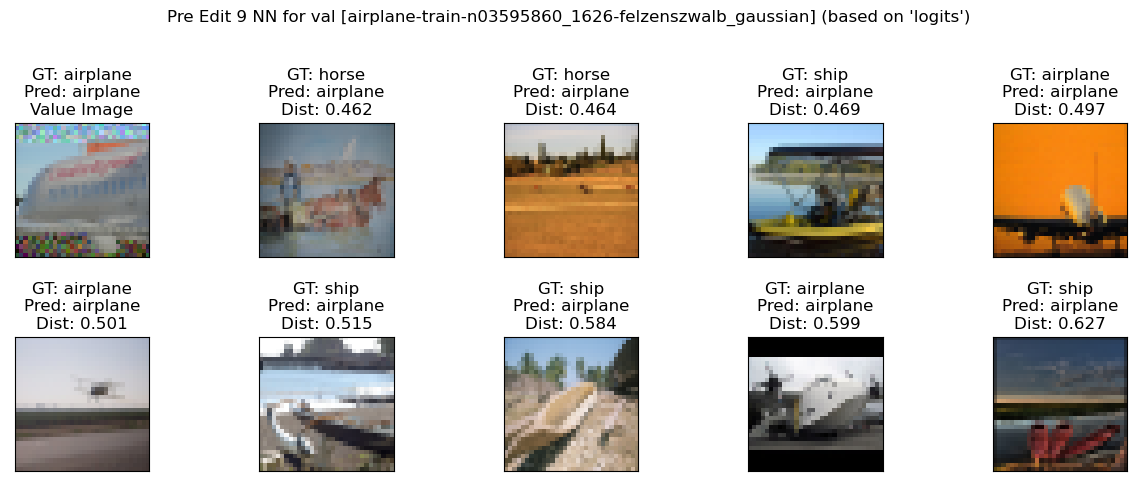 Pre Edit 9 NN for val [airplane-train-n03595860_1626-felzenszwalb_gaussian] (based on 'logits')
GT: airplane
Pred: airplane
Value Image
GT: horse
Pred: airplane
Dist: 0.462
GT: horse
Pred: airplane
Dist: 0.464
GT: ship
Pred: airplane
Dist: 0.469
GT: airplane
Pred: airplane
Dist: 0.497
GT: airplane
Pred: airplane
Dist: 0.501
GT: ship
Pred: airplane
Dist: 0.515
GT: ship
Pred: airplane
Dist: 0.584
GT: airplane
Pred: airplane
Dist: 0.599
GT: ship
Pred: airplane
Dist: 0.627